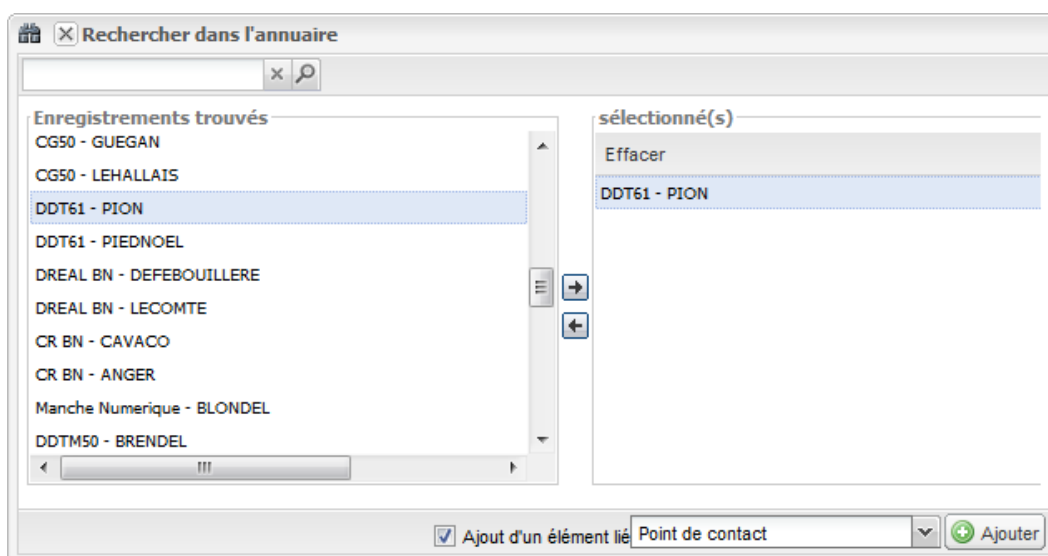 Rechercher dans l'annuaire
Enregistrements trouvés
CG50 - GUEGAN
CG50 - LEHALLAIS
DDT61 - PION
DDT61 - PIEDNOEL
DREAL BN - DEFEBOUILLERE
DREAL BN - LECOMTE
CR BN - CAVACO
CR BN - ANGER
Manche Numerique - BLONDEL
DDTM50 - BRENDEL
sélectionné(s)
Effacer
DDT61 - PION
Ajout d'un élément lié Point de contact Ajouter